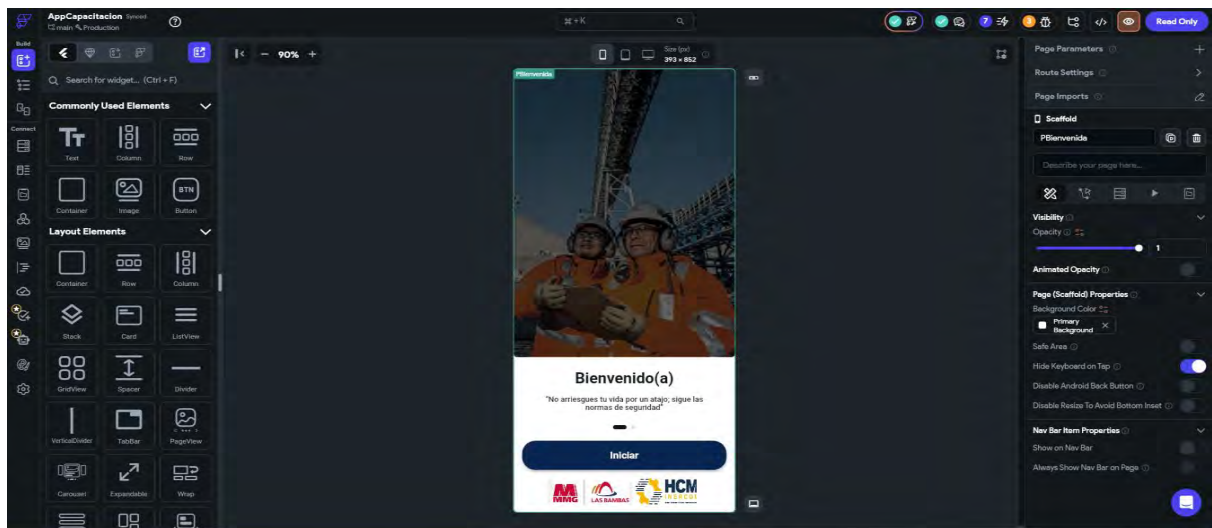 AppCapacitacion Synced
main Production
⌘+K
7
3
Read Only
Build
Connect
Search for widget... (Ctrl + F)
Commonly Used Elements
Text
Column
Row
BTN
Container
Image
Button
Layout Elements
Container
Row
Column
Stack
Card
ListView
GridView
Spacer
Divider
VerticalDivider
TabBar
PageView
Carousel
Expandable
Wrap
90%
Size (px)
393 × 852
PBienvenida
Bienvenido(a)
"No arriesgues tu vida por un atajo; sigue las
normas de seguridad"
Iniciar
MMG
LAS BAMBAS
HCM
Page Parameters
Route Settings
Page Imports
Scaffold
PBienvenida
Describe your page here...
Visibility
Opacity
1
Animated Opacity
Page (Scaffold) Properties
Background Color
Primary
Background
Safe Area
Hide Keyboard on Tap
Disable Android Back Button
Disable Resize To Avoid Bottom Inset
Nav Bar Item Properties
Show on Nav Bar
Always Show Nav Bar on Page